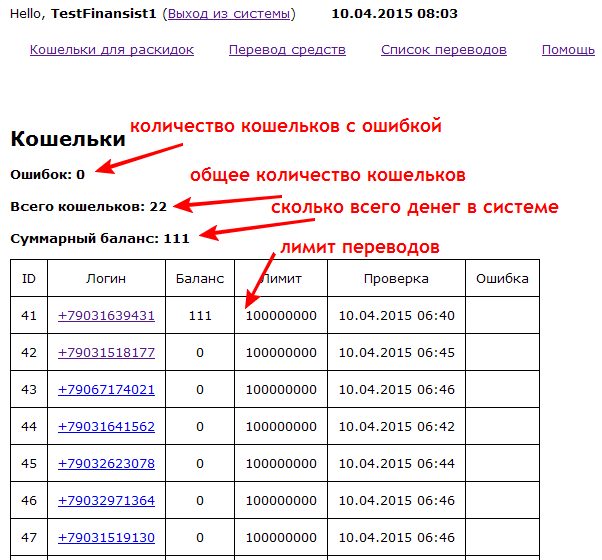 Hello, TestFinansist1 (Выход из системы) 10.04.2015 08:03
Кошельки для раскидок Перевод средств Список переводов Помощь
количество кошельков с ошибкой
Кошельки
Ошибок: 0
общее количество кошельков
Всего кошельков: 22
сколько всего денег в системе
Суммарный баланс: 111
лимит переводов
ID Логин Баланс Лимит Проверка Ошибка
41 +79031639431 111 100000000 10.04.2015 06:40
42 +79031518177 0 100000000 10.04.2015 06:45
43 +79067174021 0 100000000 10.04.2015 06:46
44 +79031641562 0 100000000 10.04.2015 06:42
45 +79032623078 0 100000000 10.04.2015 06:44
46 +79032971364 0 100000000 10.04.2015 06:46
47 +79031519130 0 100000000 10.04.2015 06:46